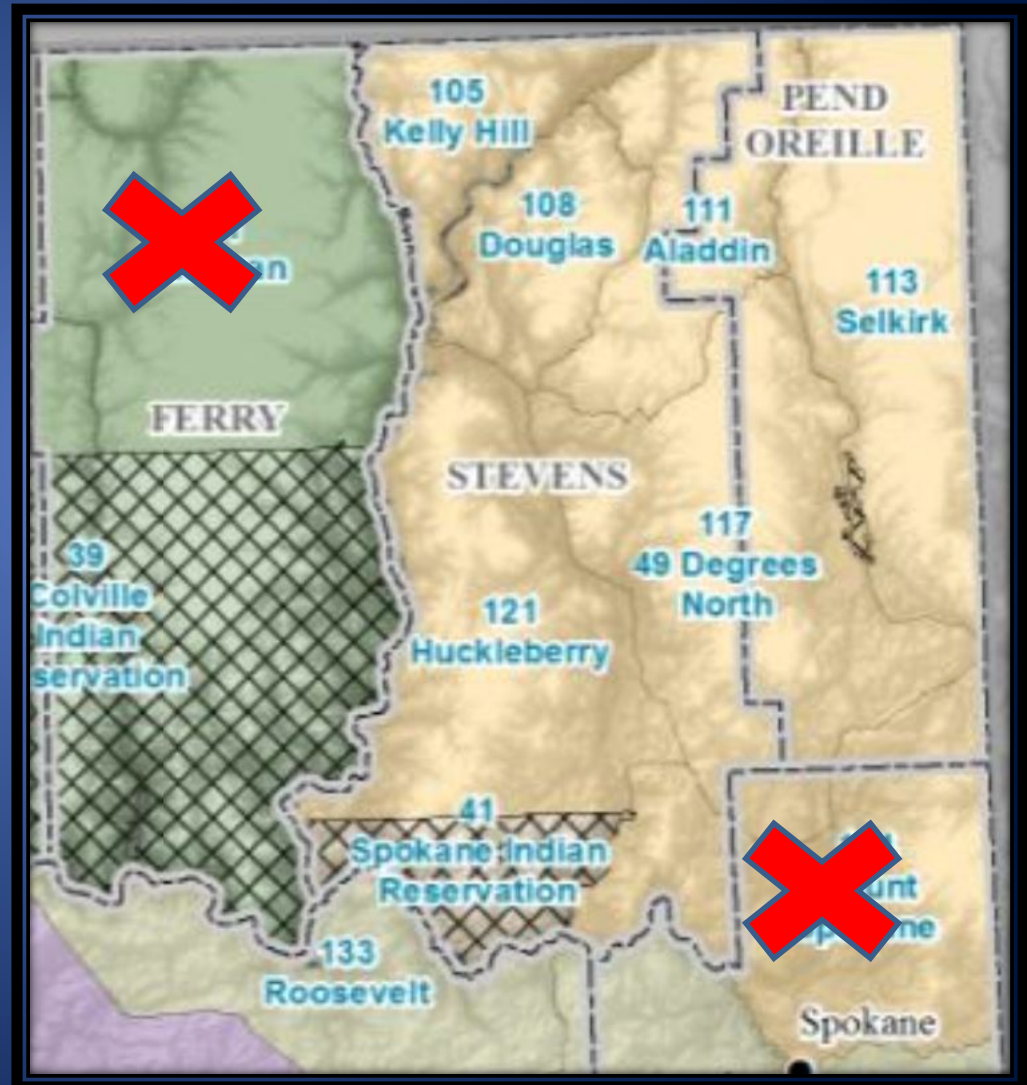 105
Kelly Hill
PEND
OREILLE
108
Douglas
111
Aladdin
113
Selkirk
FERRY
STEVENS
117
49 Degrees
North
39
Colville
Indian
servation
121
Huckleberry
41
Spokane Indian
Reservation
133
Roosevelt
Spokane